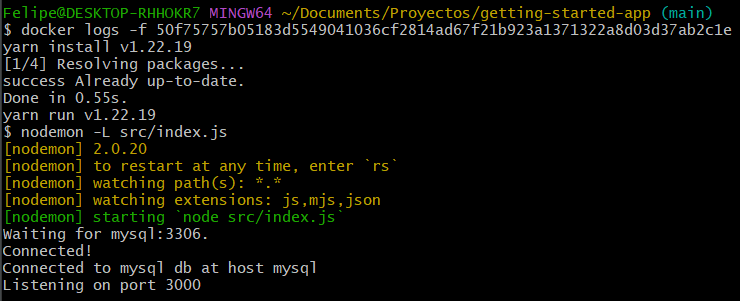 Felipe@DESKTOP-RHHOKR7 MINGW64 ~/Documents/Proyectos/getting-started-app (main)
$ docker logs -f 50f75757b05183d5549041036cf2814ad67f21b923a1371322a8d03d37ab2c1e
yarn install v1.22.19
[1/4] Resolving packages...
success Already up-to-date.
Done in 0.55s.
yarn run v1.22.19
$ nodemon -L src/index.js
[nodemon] 2.0.20
[nodemon] to restart at any time, enter `rs`
[nodemon] watching path(s): *.*
[nodemon] watching extensions: js,mjs,json
[nodemon] starting `node src/index.js`
Waiting for mysql:3306.
Connected!
Connected to mysql db at host mysql
Listening on port 3000